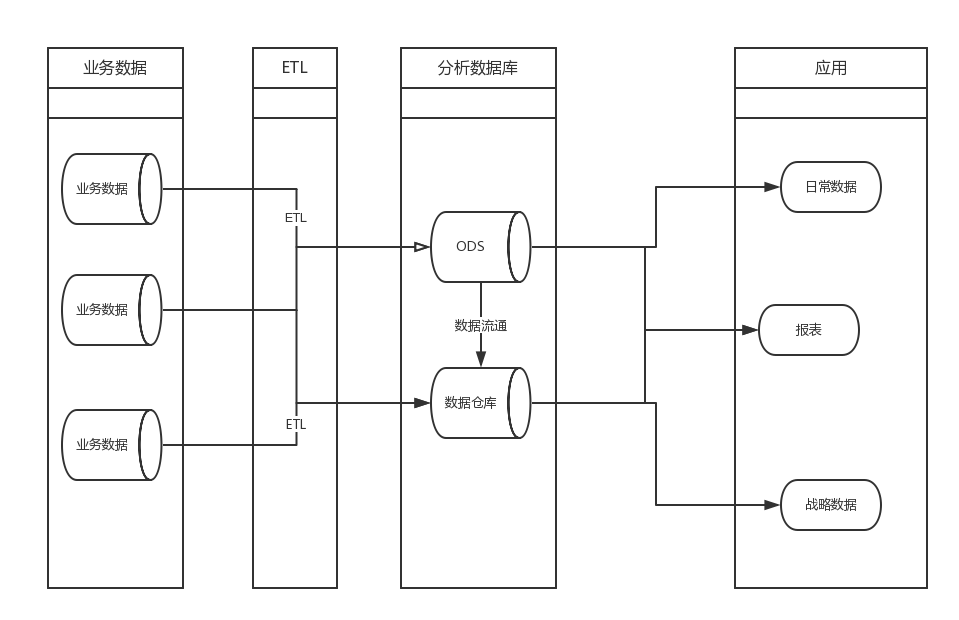 业务数据
ETL
分析数据库
应用
业务数据
业务数据
业务数据
ETL
ETL
ODS
数据流通
数据仓库
日常数据
报表
战略数据